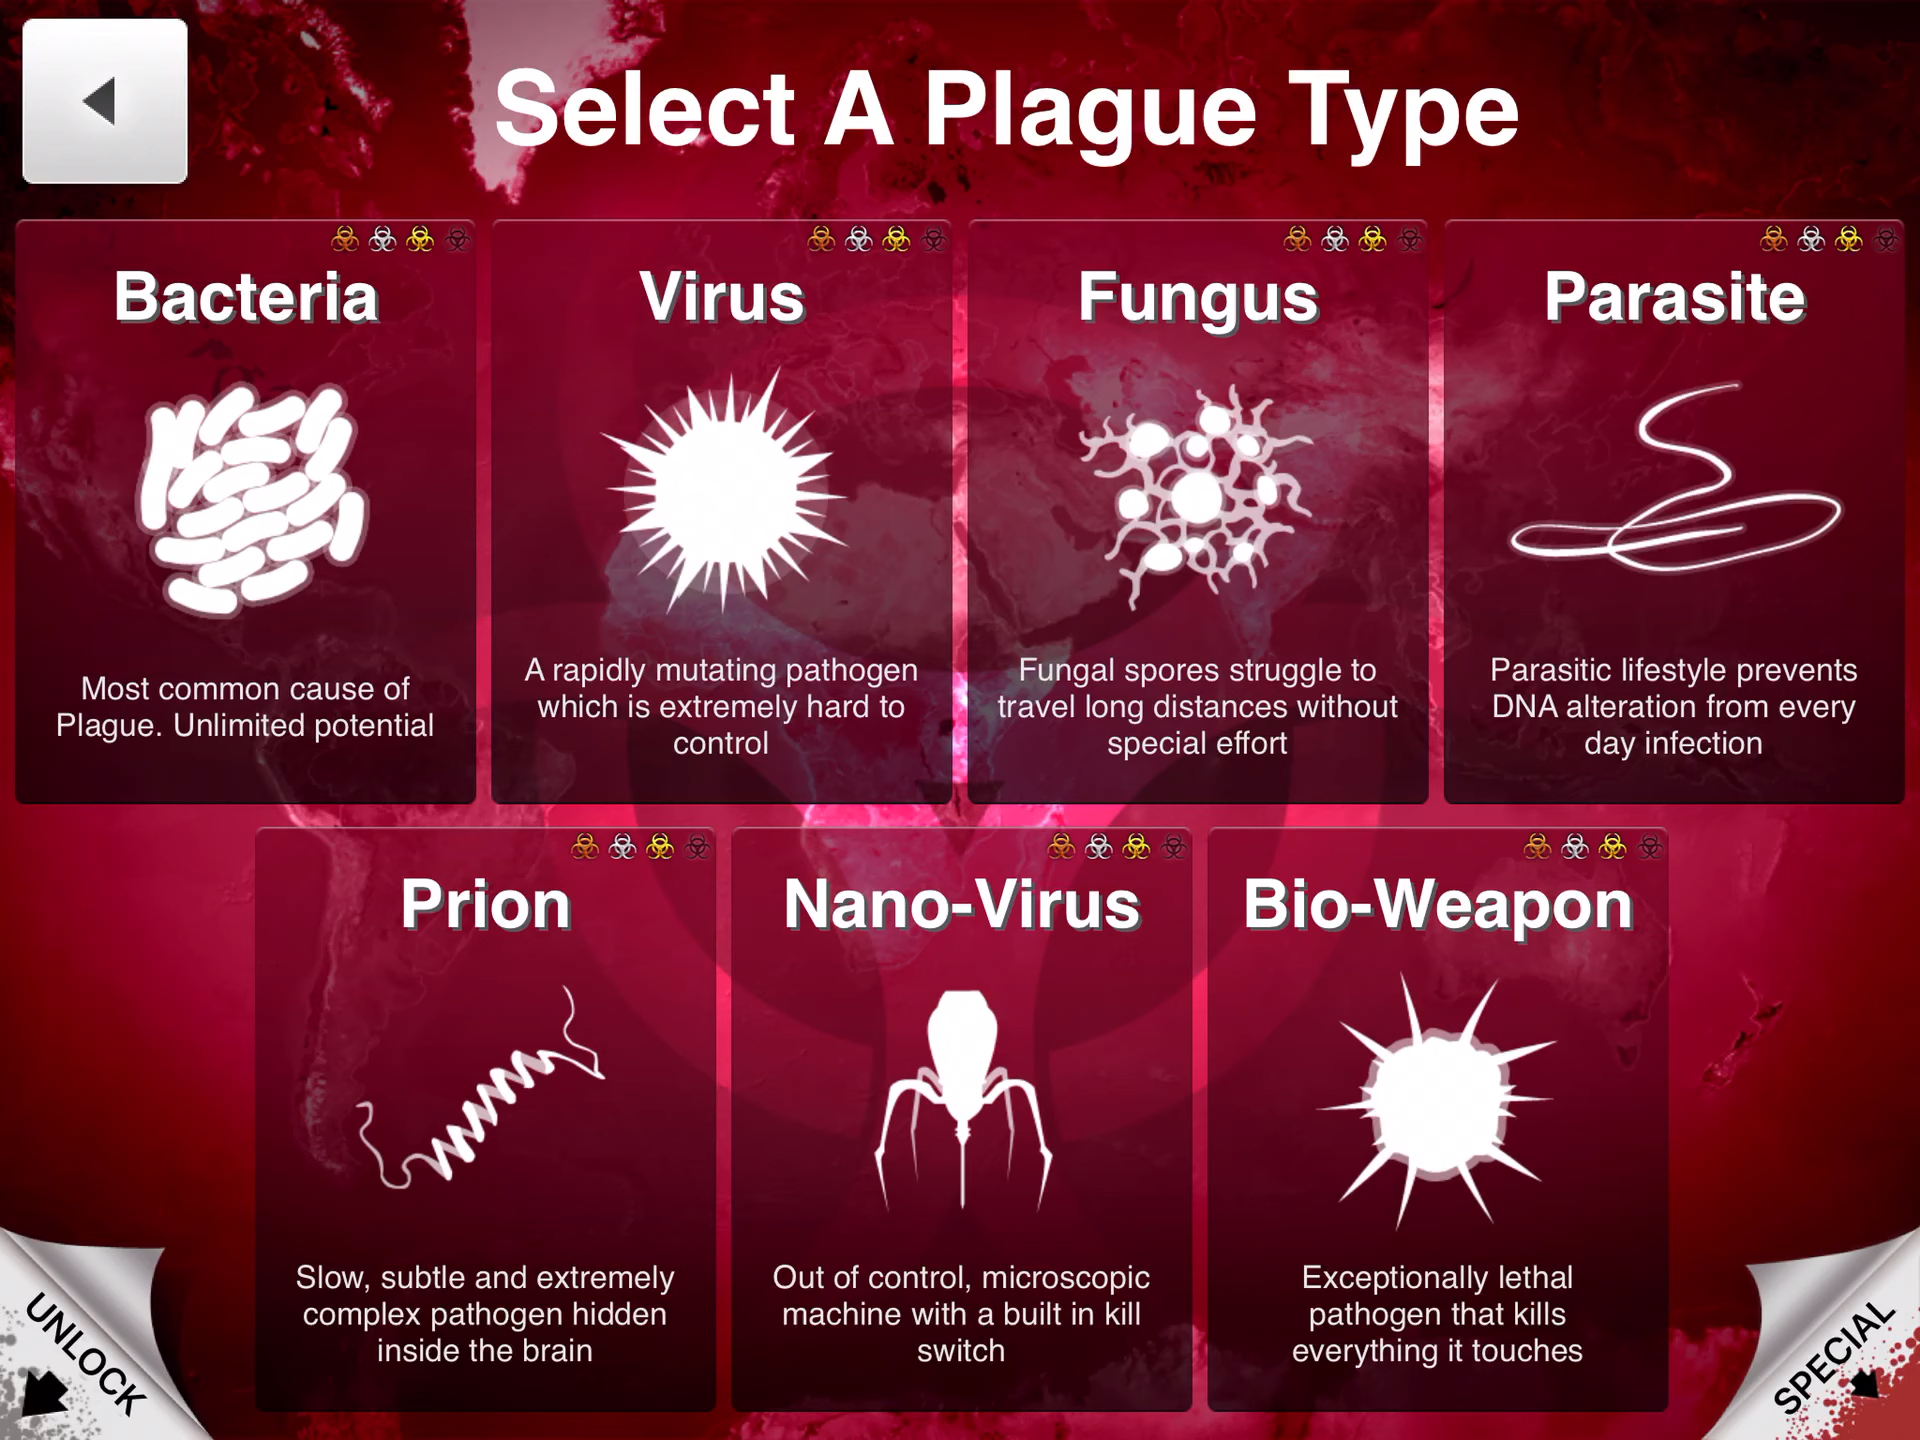 Select A Plague Type
Bacteria
Most common cause of
Plague. Unlimited potential
Virus
A rapidly mutating pathogen
which is extremely hard to
control
Fungus
Fungal spores struggle to
travel long distances without
special effort
Parasite
Parasitic lifestyle prevents
DNA alteration from every
day infection
Prion
Slow, subtle and extremely
complex pathogen hidden
inside the brain
Nano-Virus
Out of control, microscopic
machine with a built in kill
switch
Bio-Weapon
Exceptionally lethal
pathogen that kills
everything it touches
UNLOCK
SPECIAL